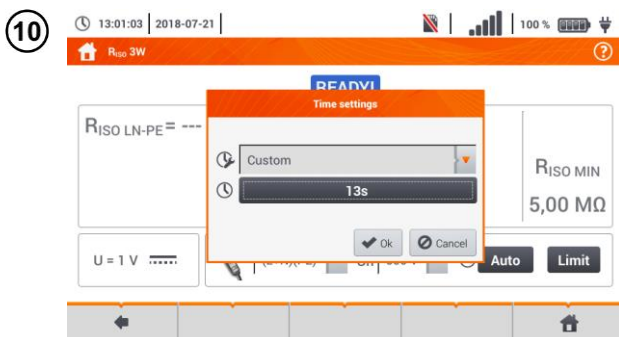 10
13:01:03 2018-07-21 100 %
RISO 3W
READY!
Time settings
RISO LN-PE= ---
Custom
13s
RISO MIN
5,00 MΩ
Ok Cancel
U = 1 V
Auto Limit